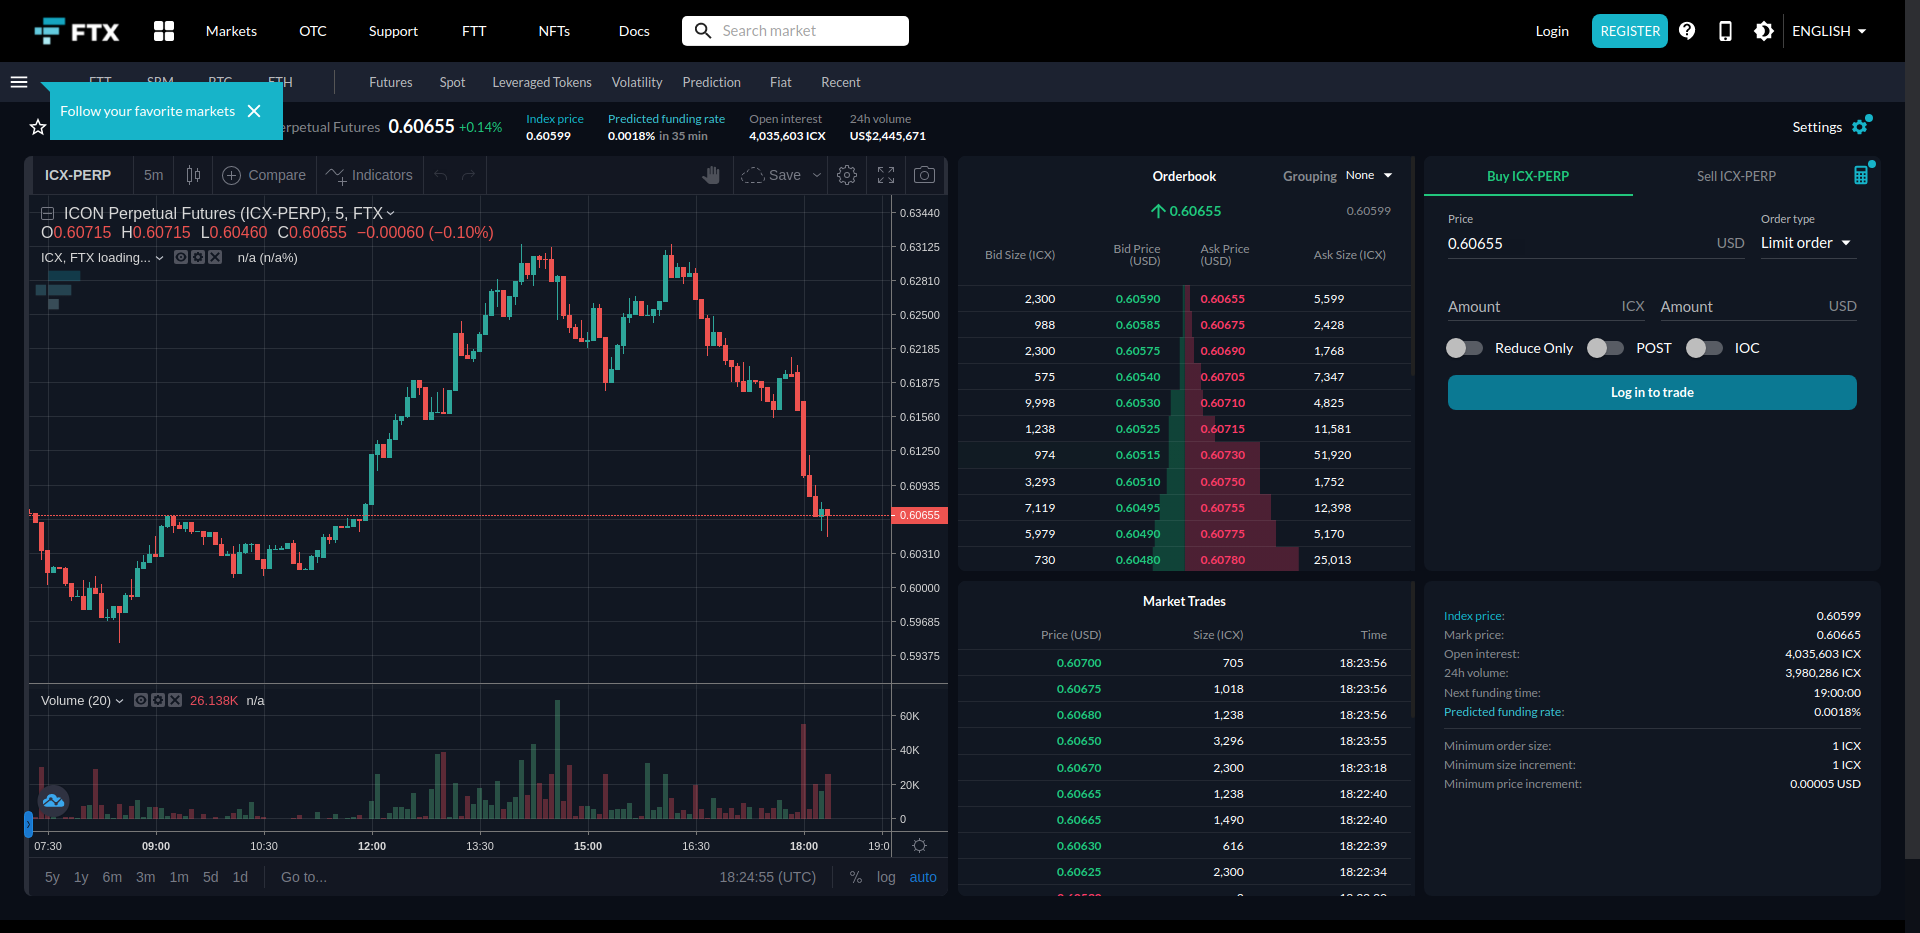 FTX
Markets OTC Support FTT NFTs Docs Search market Login REGISTER ENGLISH
ETH Futures Spot Leveraged Tokens Volatility Prediction Fiat Recent
Follow your favorite markets
erpetual Futures 0.60655 +0.14%
Index price 0.60599
Predicted funding rate 0.0018% in 35 min
Open interest 4,035,603 ICX
24h volume US$2,445,671
Settings
ICX-PERP 5m Compare Indicators Save
ICON Perpetual Futures (ICX-PERP), 5, FTX
O0.60715 H0.60715 L0.60460 C0.60655 −0.00060 (−0.10%)
ICX, FTX loading... n/a (n/a%)
0.63440
0.63125
0.62810
0.62500
0.62185
0.61875
0.61560
0.61250
0.60935
0.60655
0.60310
0.60000
0.59685
0.59375
Volume (20) 26.138K n/a
60K
40K
20K
0
07:30 09:00 10:30 12:00 13:30 15:00 16:30 18:00 19:0
5y 1y 6m 3m 1m 5d 1d Go to... 18:24:55 (UTC) % log auto
Orderbook Grouping None
0.60655 0.60599
Bid Size (ICX) Bid Price (USD) Ask Price (USD) Ask Size (ICX)
2,300 0.60590 0.60655 5,599
988 0.60585 0.60675 2,428
2,300 0.60575 0.60690 1,768
575 0.60540 0.60705 7,347
9,998 0.60530 0.60710 4,825
1,238 0.60525 0.60715 11,581
974 0.60515 0.60730 51,920
3,293 0.60510 0.60750 1,752
7,119 0.60495 0.60755 12,398
5,979 0.60490 0.60775 5,170
730 0.60480 0.60780 25,013
Market Trades
Price (USD) Size (ICX) Time
0.60700 705 18:23:56
0.60675 1,018 18:23:56
0.60680 1,238 18:23:56
0.60650 3,296 18:23:55
0.60670 2,300 18:23:18
0.60665 1,238 18:22:40
0.60665 1,490 18:22:40
0.60630 616 18:22:39
0.60625 2,300 18:22:34
Buy ICX-PERP Sell ICX-PERP
Price Order type
0.60655 USD Limit order
Amount ICX Amount USD
Reduce Only POST IOC
Log in to trade
Index price: 0.60599
Mark price: 0.60665
Open interest: 4,035,603 ICX
24h volume: 3,980,286 ICX
Next funding time: 19:00:00
Predicted funding rate: 0.0018%
Minimum order size: 1 ICX
Minimum size increment: 1 ICX
Minimum price increment: 0.00005 USD